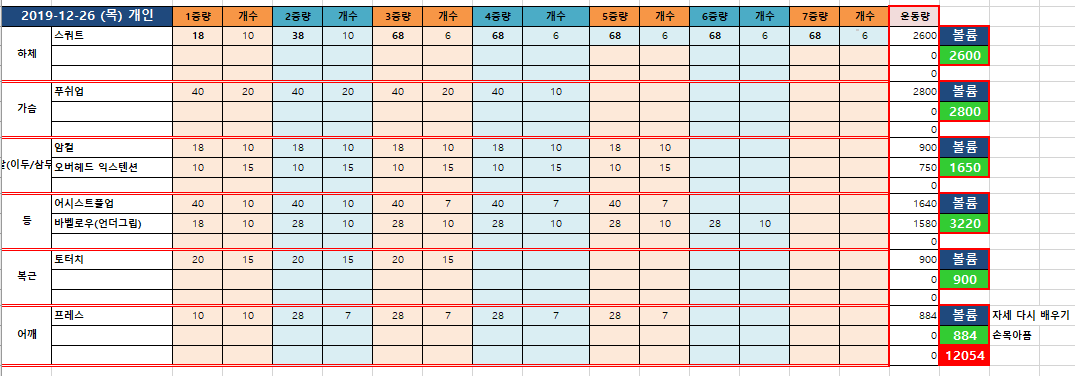 2019-12-26 (목) 개인 1중량 개수 2중량 개수 3중량 개수 4중량 개수 5중량 개수 6중량 개수 7중량 개수 운동량
하체 스쿼트 18 10 38 10 68 6 68 6 68 6 68 6 68 6 2600 볼륨
0 2600
0
가슴 푸쉬업 40 20 40 20 40 20 40 10 2800 볼륨
0 2800
0
팔(이두/삼두 암컬 18 10 18 10 18 10 18 10 18 10 900 볼륨
오버헤드 익스텐션 10 15 10 15 10 15 10 15 10 15 750 1650
0
등 어시스트풀업 40 10 40 10 40 7 40 7 40 7 1640 볼륨
바벨로우(언더그립) 18 10 28 10 28 10 28 10 28 10 28 10 1580 3220
0
복근 토터치 20 15 20 15 20 15 900 볼륨
0 900
0
어깨 프레스 10 10 28 7 28 7 28 7 28 7 884 볼륨 자세 다시 배우기
0 884 손목아픔
0 12054